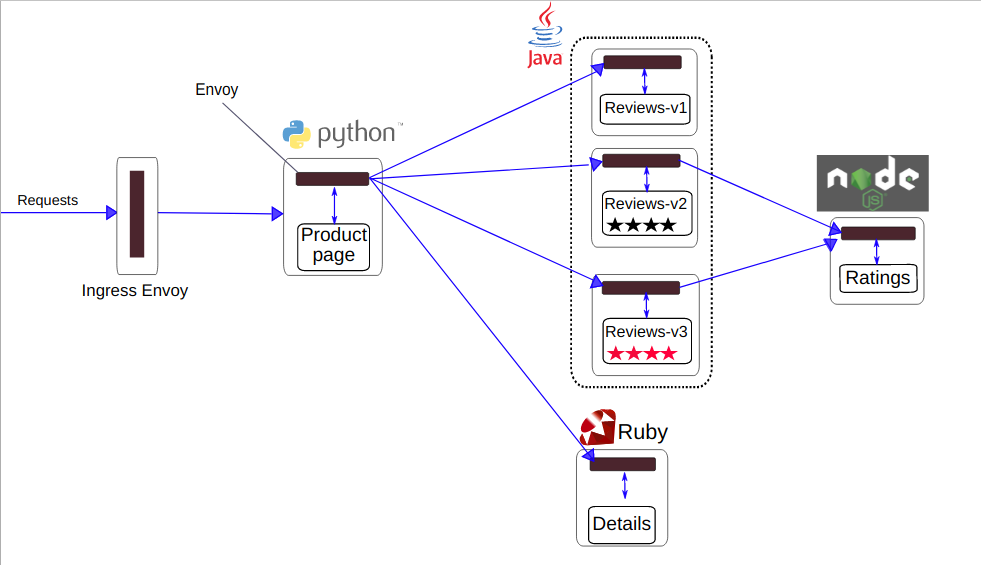 Java
Envoy
python™
Reviews-v1
node
JS
Requests
Reviews-v2
Product
page
Ratings
Ingress Envoy
Reviews-v3
Ruby
Details